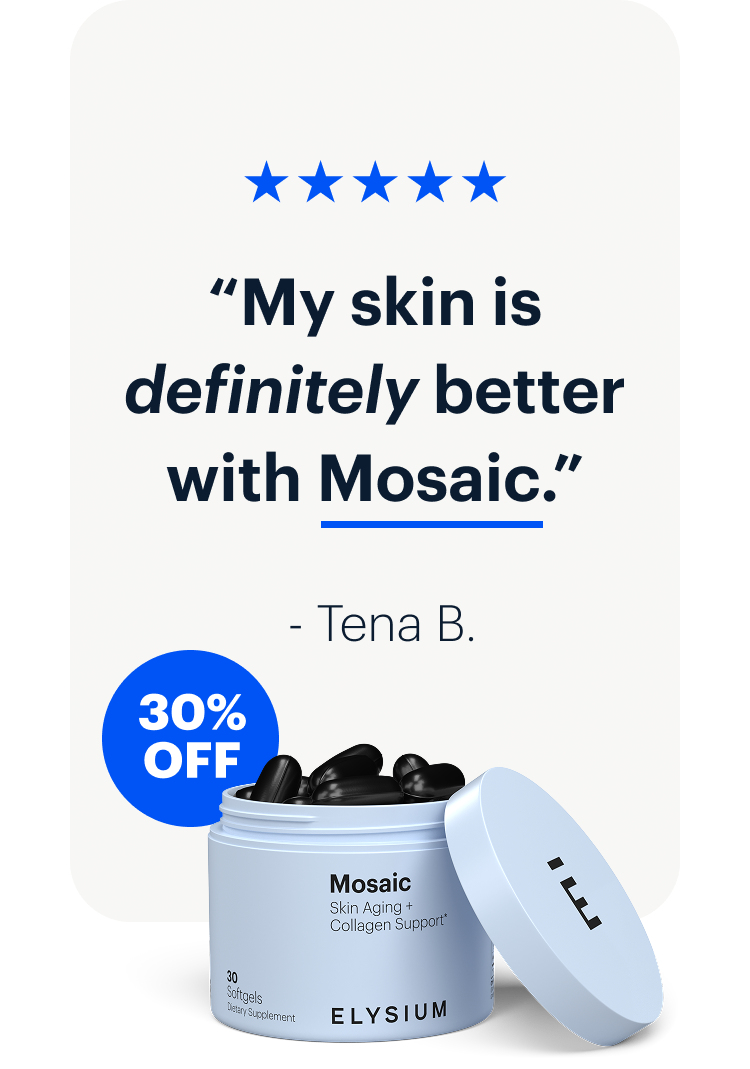 “My skin is
definitely better
with Mosaic.”
- Tena B.
30%
OFF
Mosaic
Skin Aging +
Collagen Support*
30
Softgels
Dietary Supplement
ELYSIUM